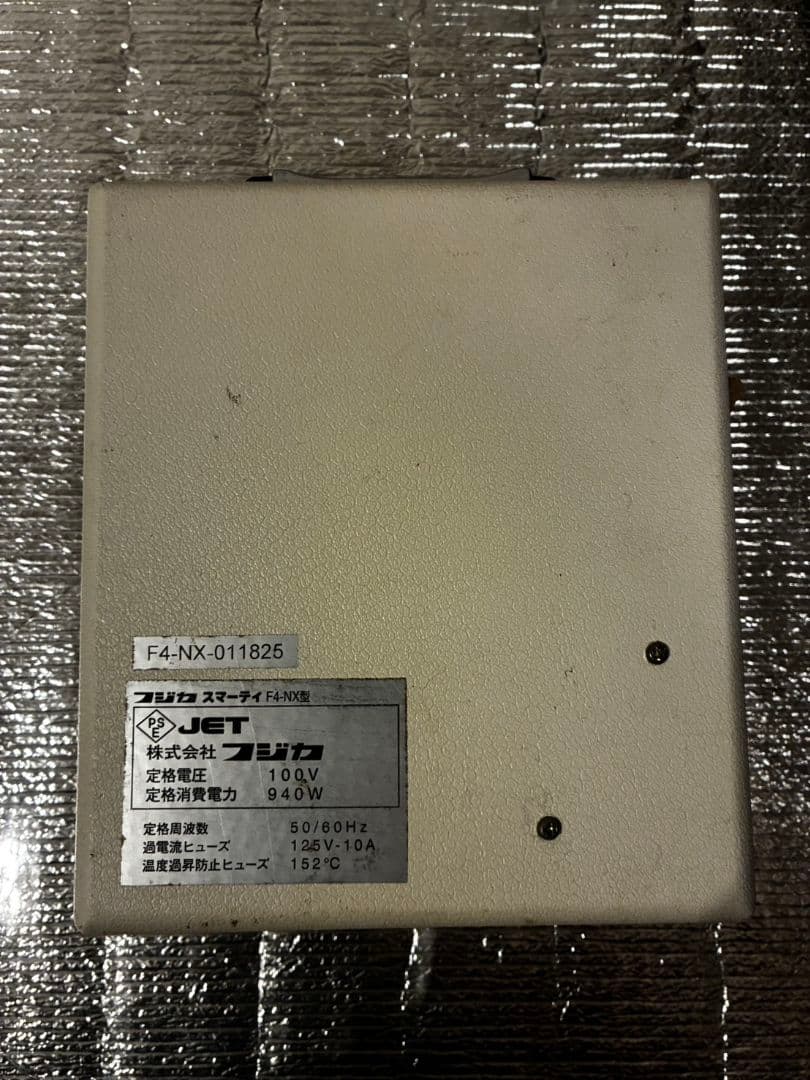 F4-NX-011825
フジカ スマーティ F4-NX型
PSE JET
株式会社 フジカ
定格電圧 100V
定格消費電力 940W
定格周波数 50/60Hz
過電流ヒューズ 125V-10A
温度過昇防止ヒューズ 152℃